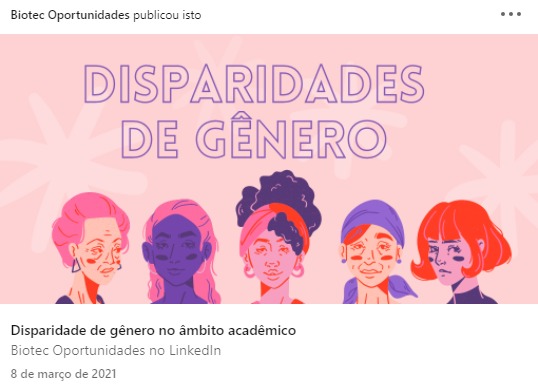 Biotec Oportunidades publicou isto
DISPARIDADES
DE GÊNERO
Disparidade de gênero no âmbito acadêmico
Biotec Oportunidades no LinkedIn
8 de março de 2021